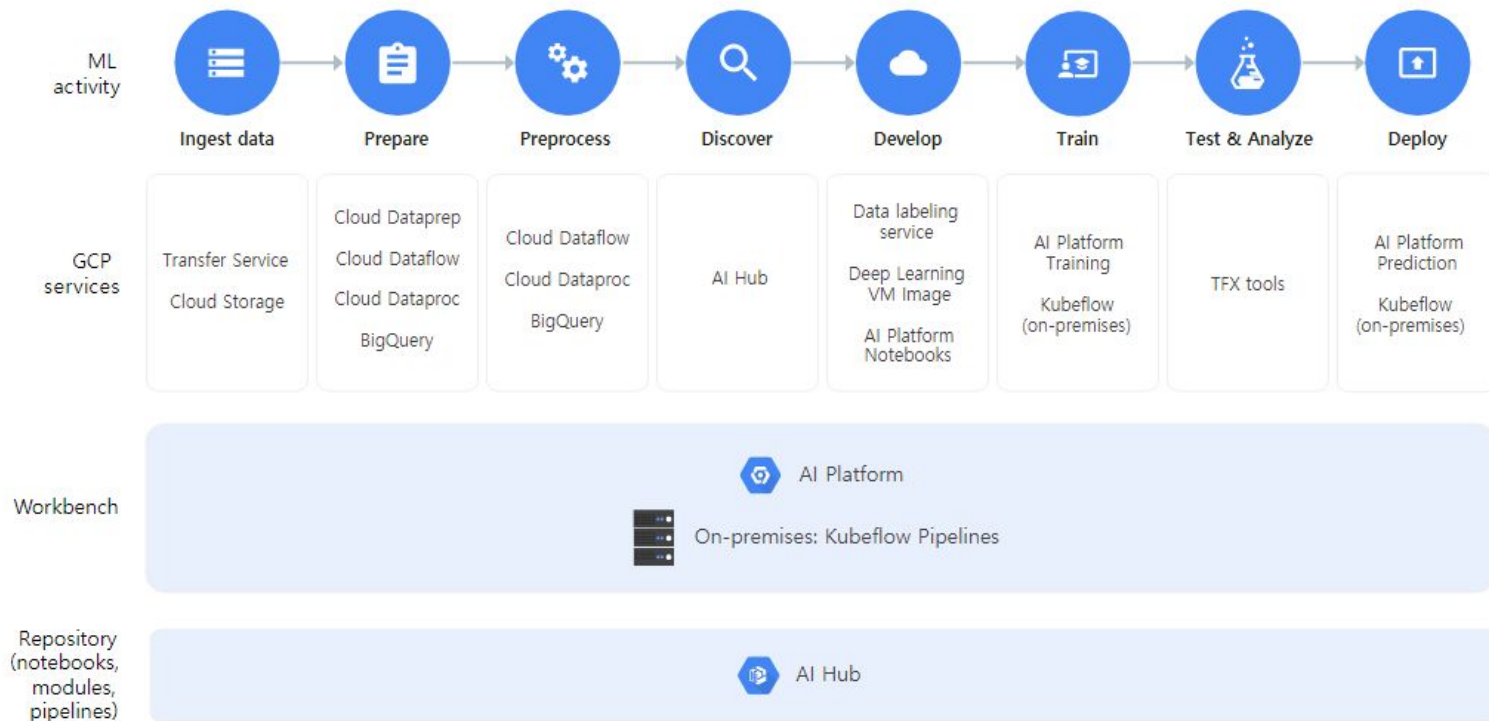 ML
activity
Ingest data
Prepare
Preprocess
Discover
Develop
Train
Test & Analyze
Deploy
GCP
services
Transfer Service
Cloud Storage
Cloud Dataprep
Cloud Dataflow
Cloud Dataproc
BigQuery
Cloud Dataflow
Cloud Dataproc
BigQuery
AI Hub
Data labeling
service
Deep Learning
VM Image
AI Platform
Notebooks
AI Platform
Training
Kubeflow
(on-premises)
TFX tools
AI Platform
Prediction
Kubeflow
(on-premises)
Workbench
AI Platform
On-premises: Kubeflow Pipelines
Repository
(notebooks,
modules,
pipelines)
AI Hub